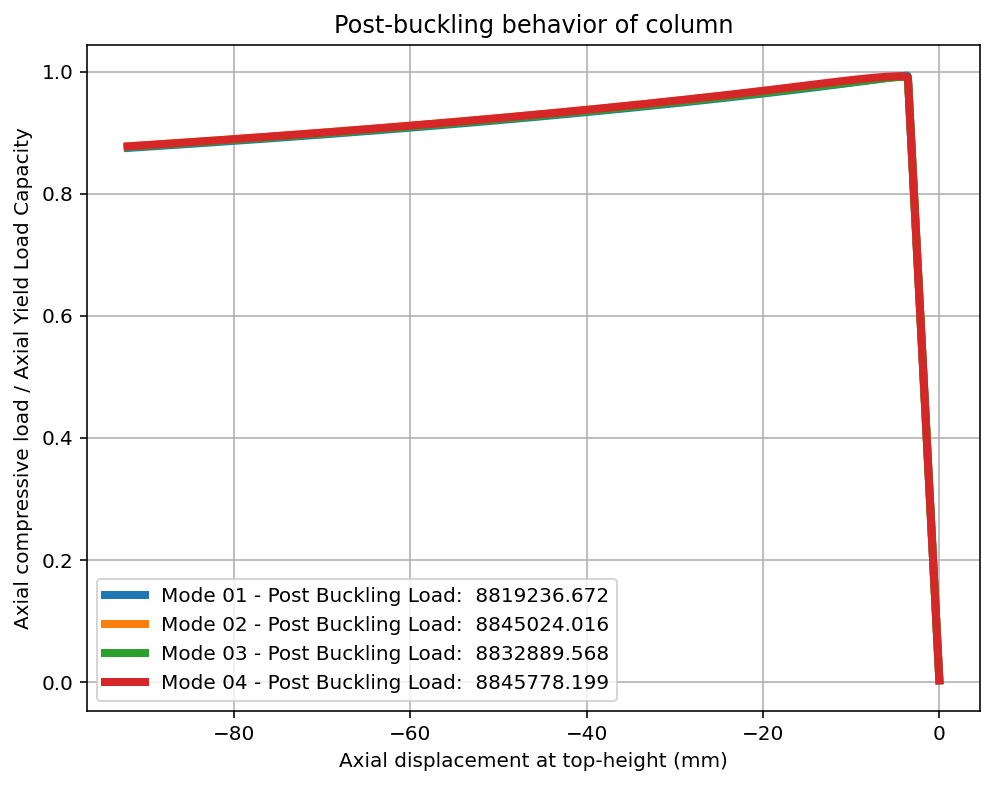 Post-buckling behavior of column
Axial compressive load / Axial Yield Load Capacity
1.0
0.8
0.6
0.4
0.2
0.0
Mode 01 - Post Buckling Load: 8819236.672
Mode 02 - Post Buckling Load: 8845024.016
Mode 03 - Post Buckling Load: 8832889.568
Mode 04 - Post Buckling Load: 8845778.199
−80 −60 −40 −20 0
Axial displacement at top-height (mm)